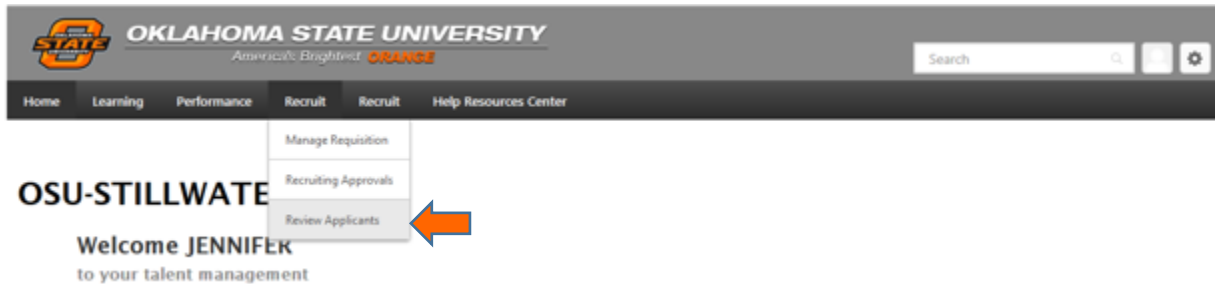 STATE
OKLAHOMA STATE UNIVERSITY
America's Brightest ORANGE
Search
Home Learning Performance Recruit Recruit Help Resources Center
Manage Requisition
Recruiting Approvals
OSU-STILLWATE
Review Applicants
Welcome JENNIFER
to your talent management